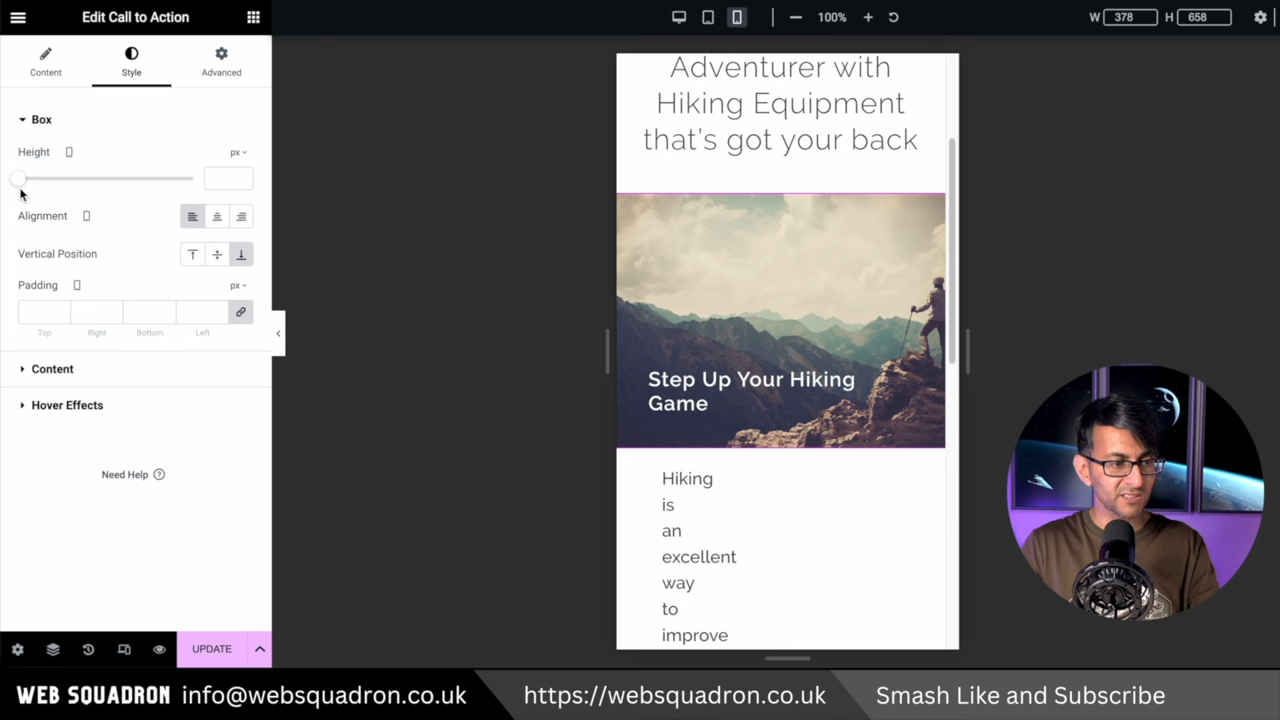 Edit Call to Action
100%
W 378 H 658
Content
Style
Advanced
Box
Height px
Alignment
Vertical Position
Padding px
Top Right Bottom Left
Content
Hover Effects
Need Help ?
UPDATE
Adventurer with
Hiking Equipment
that's got your back
Step Up Your Hiking
Game
Hiking
is
an
excellent
way
to
improve
WEB SQUADRON info@websquadron.co.uk https://websquadron.co.uk Smash Like and Subscribe